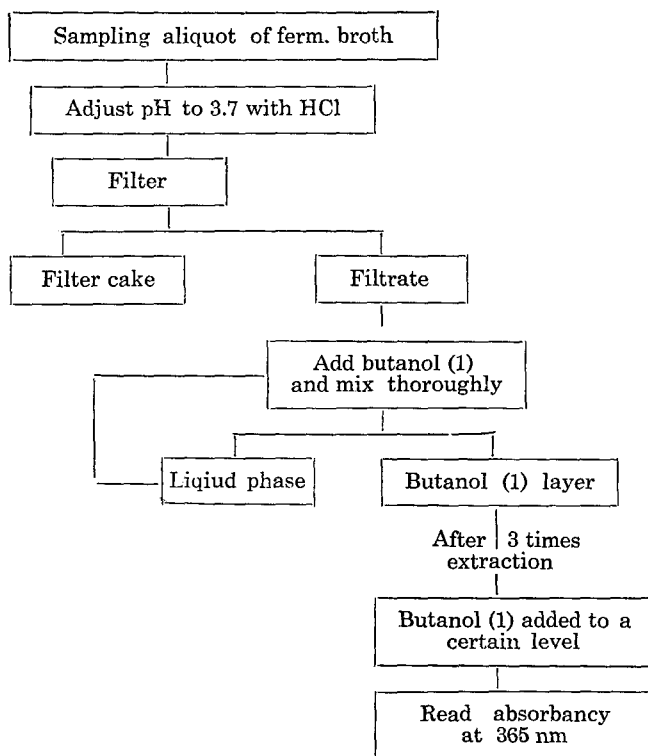 Sampling aliquot of ferm. broth
Adjust pH to 3.7 with HCl
Filter
Filter cake
Filtrate
Add butanol (1)
and mix thoroughly
Liqiud phase
Butanol (1) layer
After 3 times
extraction
Butanol (1) added to a
certain level
Read absorbancy
at 365 nm